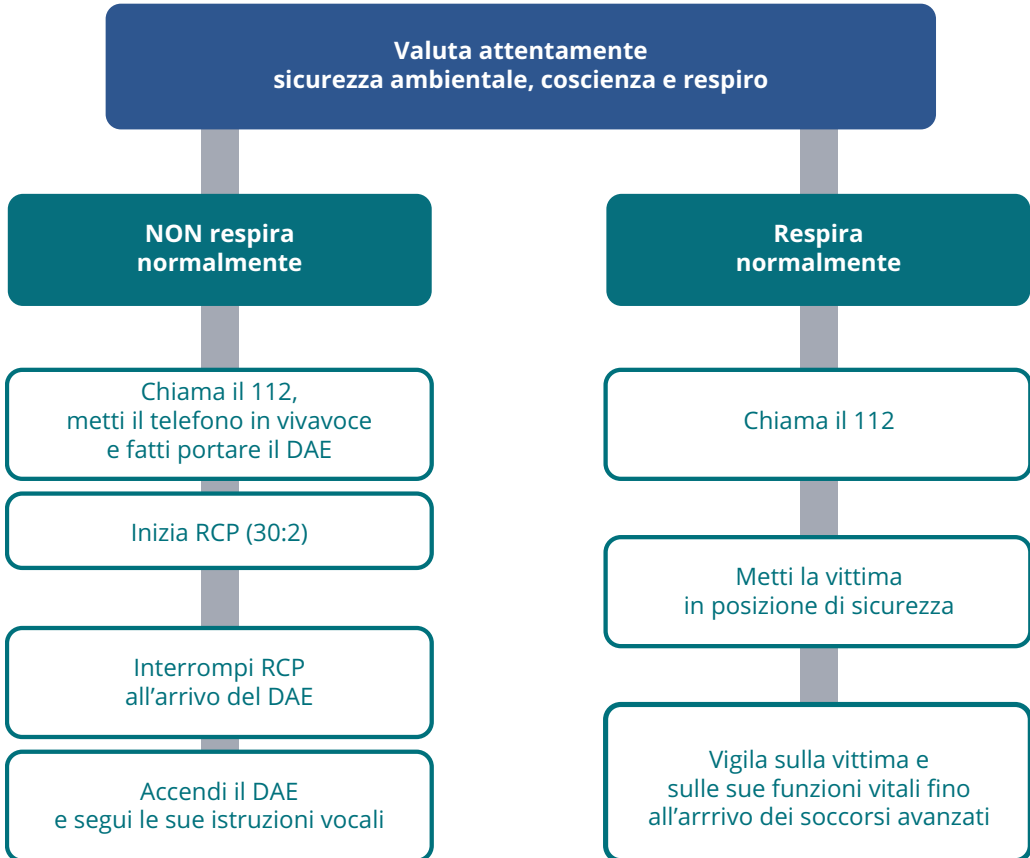 Valuta attentamente
sicurezza ambientale, coscienza e respiro
NON respira
normalmente
Chiama il 112,
metti il telefono in vivavoce
e fatti portare il DAE
Inizia RCP (30:2)
Interrompi RCP
all’arrivo del DAE
Accendi il DAE
e segui le sue istruzioni vocali
Respira
normalmente
Chiama il 112
Metti la vittima
in posizione di sicurezza
Vigila sulla vittima e
sulle sue funzioni vitali fino
all’arrrivo dei soccorsi avanzati